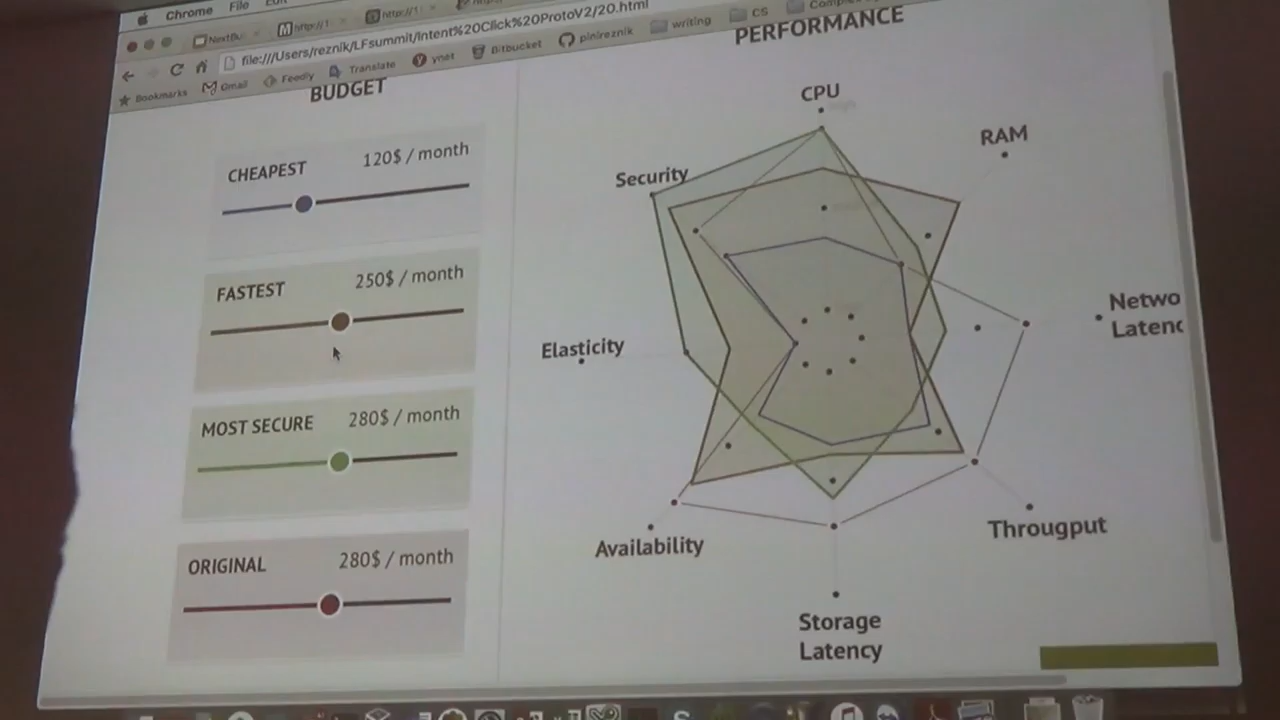 Chrome File
file:///Users/reznik/LFsummit/Intent%20Click%20ProtoV2/20.html
Bookmarks Gmail Feedly Translate ynet Bitbucket pinireznik writing CS
BUDGET
CHEAPEST 120$ / month
FASTEST 250$ / month
MOST SECURE 280$ / month
ORIGINAL 280$ / month
PERFORMANCE
CPU
RAM
Security
Netwo
Latenc
Elasticity
Througput
Availability
Storage
Latency